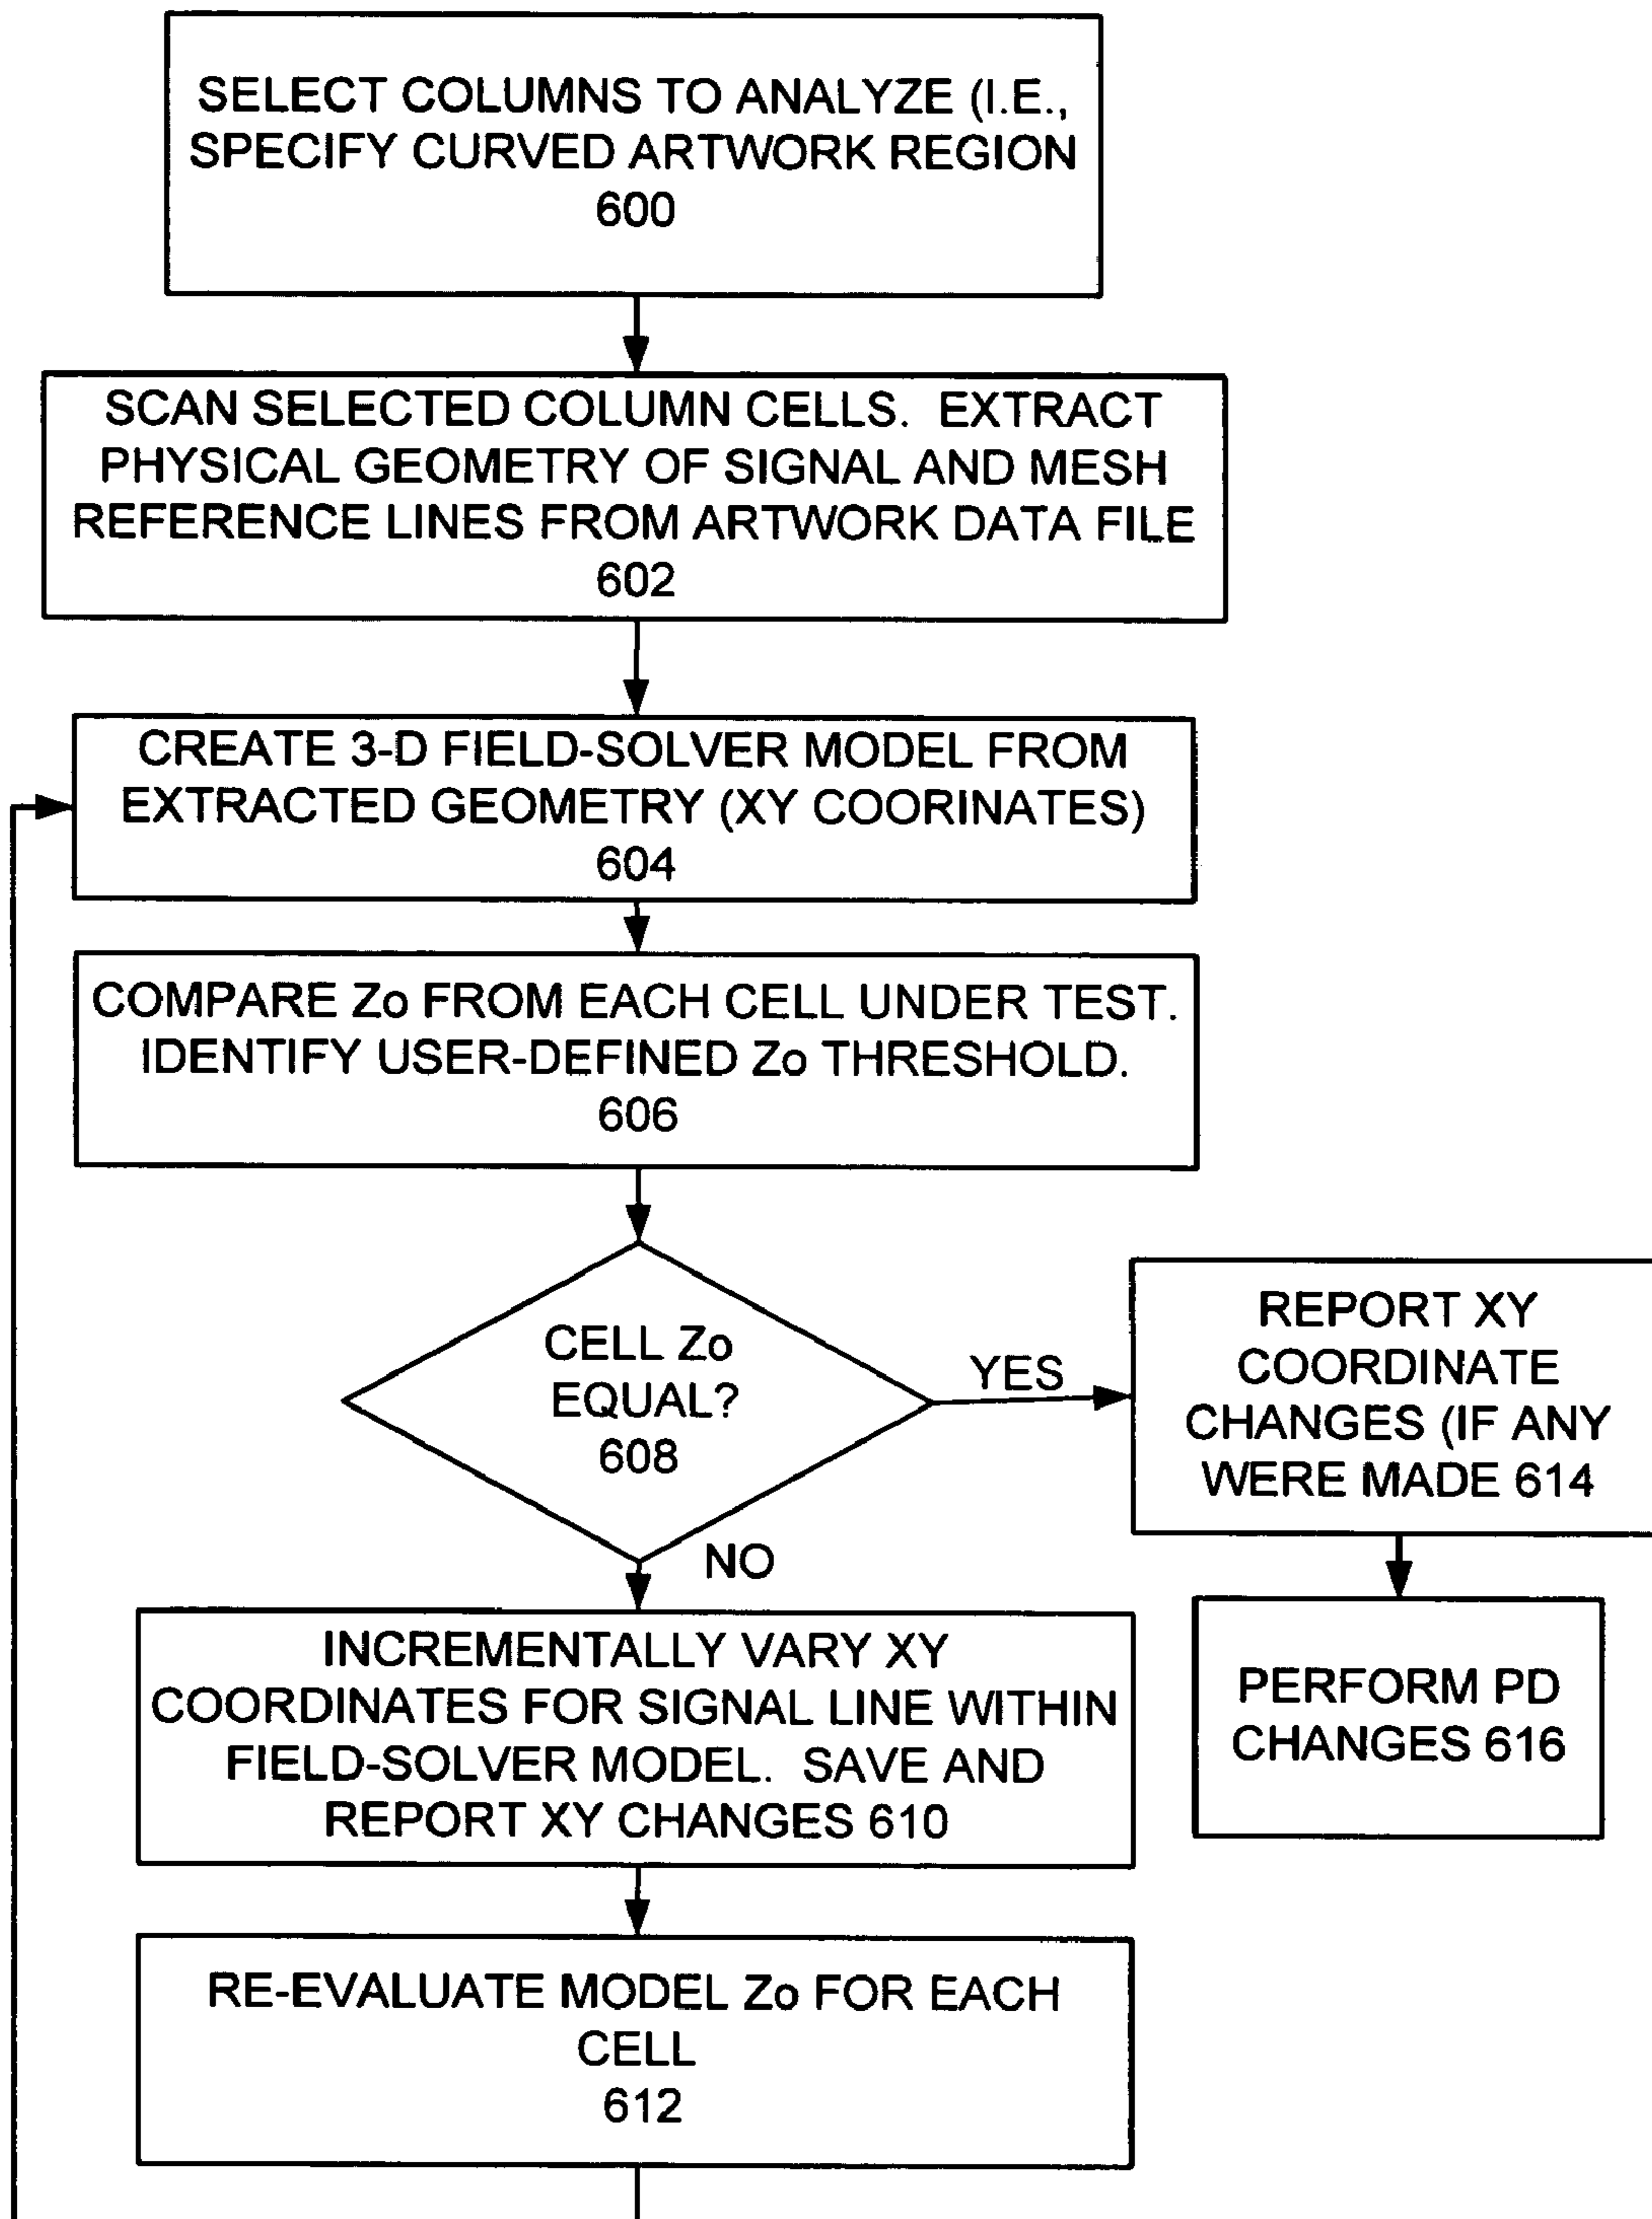 SELECT COLUMNS TO ANALYZE (I.E.,
SPECIFY CURVED ARTWORK REGION
600
SCAN SELECTED COLUMN CELLS. EXTRACT
PHYSICAL GEOMETRY OF SIGNAL AND MESH
REFERENCE LINES FROM ARTWORK DATA FILE
602
CREATE 3-D FIELD-SOLVER MODEL FROM
EXTRACTED GEOMETRY (XY COORINATES)
604
COMPARE Zo FROM EACH CELL UNDER TEST.
IDENTIFY USER-DEFINED Zo THRESHOLD.
606
CELL Zo
EQUAL?
608
YES
REPORT XY
COORDINATE
CHANGES (IF ANY
WERE MADE 614
NO
INCREMENTALLY VARY XY
COORDINATES FOR SIGNAL LINE WITHIN
FIELD-SOLVER MODEL. SAVE AND
REPORT XY CHANGES 610
PERFORM PD
CHANGES 616
RE-EVALUATE MODEL Zo FOR EACH
CELL
612